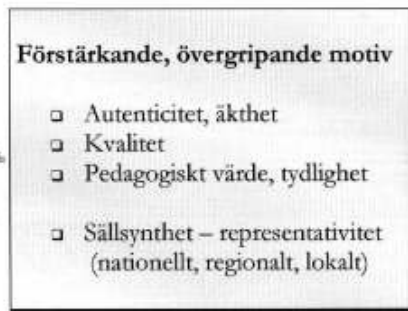 Förstärkande, övergripande motiv
❑ Autenticitet, äkthet
❑ Kvalitet
❑ Pedagogiskt värde, tydlighet
❑ Sällsynthet – representativitet
(nationellt, regionalt, lokalt)